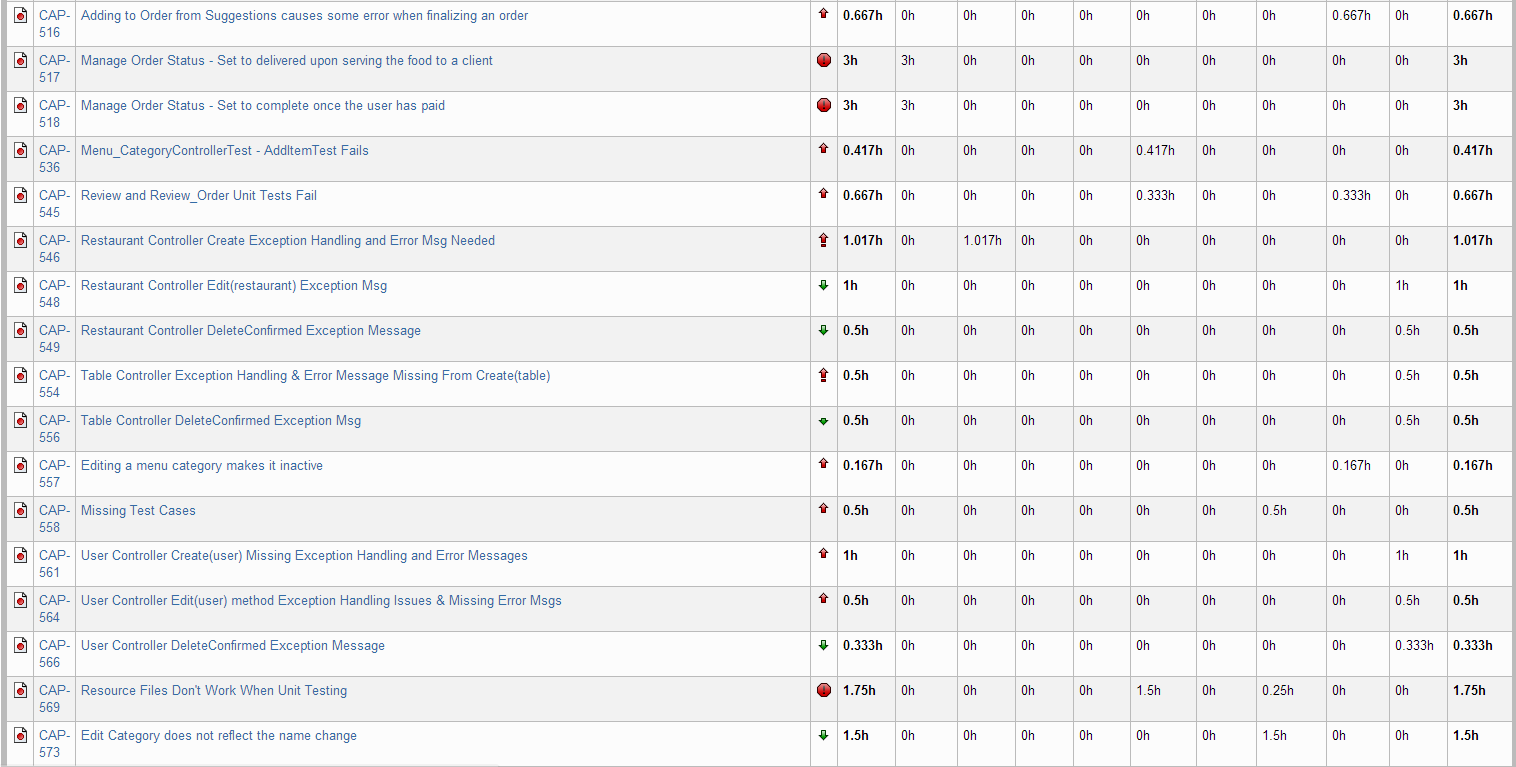 CAP-516 Adding to Order from Suggestions causes some error when finalizing an order 0.667h 0h 0h 0h 0h 0h 0h 0h 0.667h 0h 0.667h
CAP-517 Manage Order Status - Set to delivered upon serving the food to a client 3h 3h 0h 0h 0h 0h 0h 0h 0h 0h 3h
CAP-518 Manage Order Status - Set to complete once the user has paid 3h 3h 0h 0h 0h 0h 0h 0h 0h 0h 3h
CAP-536 Menu_CategoryControllerTest - AddItemTest Fails 0.417h 0h 0h 0h 0h 0.417h 0h 0h 0h 0h 0.417h
CAP-545 Review and Review_Order Unit Tests Fail 0.667h 0h 0h 0h 0h 0.333h 0h 0h 0.333h 0h 0.667h
CAP-546 Restaurant Controller Create Exception Handling and Error Msg Needed 1.017h 0h 1.017h 0h 0h 0h 0h 0h 0h 0h 1.017h
CAP-548 Restaurant Controller Edit(restaurant) Exception Msg 1h 0h 0h 0h 0h 0h 0h 0h 0h 1h 1h
CAP-549 Restaurant Controller DeleteConfirmed Exception Message 0.5h 0h 0h 0h 0h 0h 0h 0h 0h 0.5h 0.5h
CAP-554 Table Controller Exception Handling & Error Message Missing From Create(table) 0.5h 0h 0h 0h 0h 0h 0h 0h 0h 0.5h 0.5h
CAP-556 Table Controller DeleteConfirmed Exception Msg 0.5h 0h 0h 0h 0h 0h 0h 0h 0h 0.5h 0.5h
CAP-557 Editing a menu category makes it inactive 0.167h 0h 0h 0h 0h 0h 0h 0h 0.167h 0h 0.167h
CAP-558 Missing Test Cases 0.5h 0h 0h 0h 0h 0h 0h 0.5h 0h 0h 0.5h
CAP-561 User Controller Create(user) Missing Exception Handling and Error Messages 1h 0h 0h 0h 0h 0h 0h 0h 0h 1h 1h
CAP-564 User Controller Edit(user) method Exception Handling Issues & Missing Error Msgs 0.5h 0h 0h 0h 0h 0h 0h 0h 0h 0.5h 0.5h
CAP-566 User Controller DeleteConfirmed Exception Message 0.333h 0h 0h 0h 0h 0h 0h 0h 0h 0.333h 0.333h
CAP-569 Resource Files Don't Work When Unit Testing 1.75h 0h 0h 0h 0h 1.5h 0h 0.25h 0h 0h 1.75h
CAP-573 Edit Category does not reflect the name change 1.5h 0h 0h 0h 0h 0h 0h 1.5h 0h 0h 1.5h